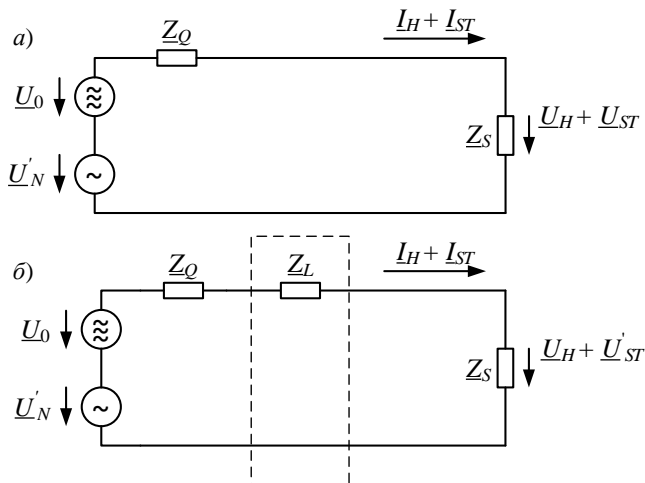 а)
Z_Q
I_H + I_ST
U_0
U'_N
Z_S
U_H + U_ST
б)
Z_Q
Z_L
I_H + I_ST
U_0
U'_N
Z_S
U_H + U'_ST